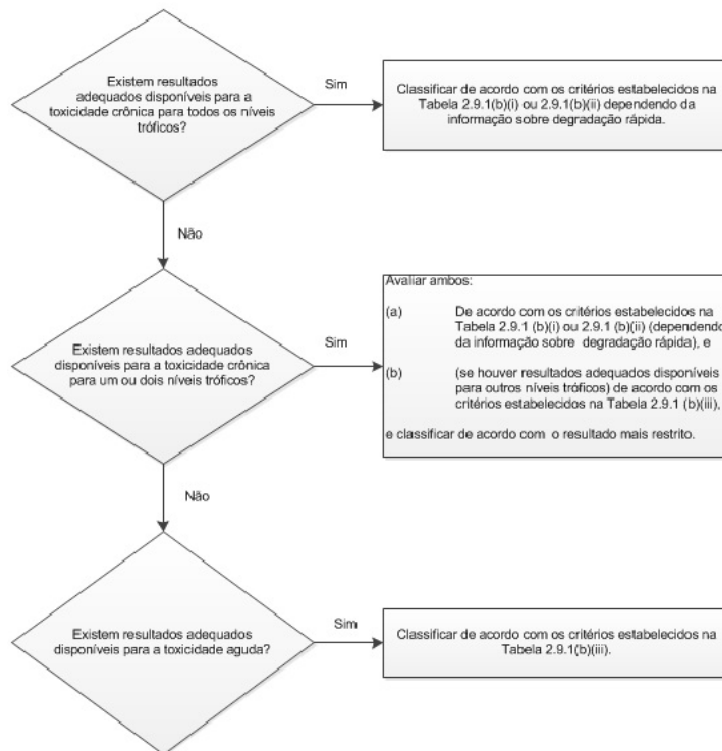 Existem resultados
adequados disponíveis para a
toxicidade crônica para todos os níveis
tróficos?
Sim
Classificar de acordo com os critérios estabelecidos na
Tabela 2.9.1(b)(i) ou 2.9.1(b)(ii) dependendo da
informação sobre degradação rápida.
Não
Existem resultados adequados
disponíveis para a toxicidade crônica
para um ou dois níveis tróficos?
Sim
Avaliar ambos:
(a) De acordo com os critérios estabelecidos na
Tabela 2.9.1 (b)(i) ou 2.9.1 (b)(ii) (dependendo
da informação sobre degradação rápida), e
(b) (se houver resultados adequados disponíveis
para outros níveis tróficos) de acordo com os
critérios estabelecidos na Tabela 2.9.1 (b)(iii),
e classificar de acordo com o resultado mais restrito.
Não
Existem resultados adequados
disponíveis para a toxicidade aguda?
Sim
Classificar de acordo com os critérios estabelecidos na
Tabela 2.9.1(b)(iii).